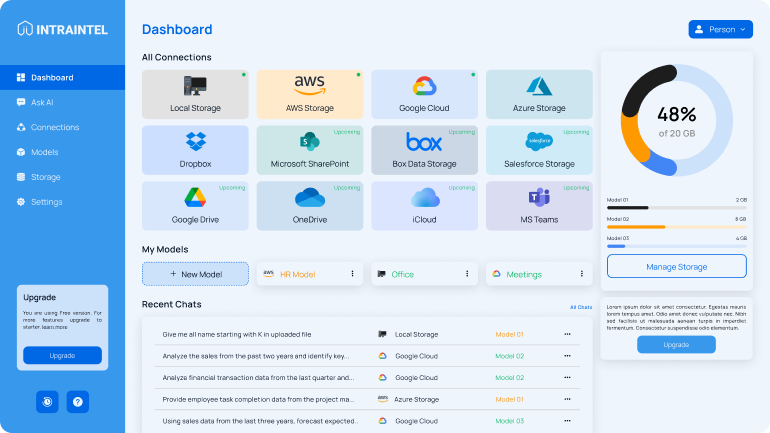 INTRAINTEL
Dashboard
Ask AI
Connections
Models
Storage
Settings
Upgrade
You are using Free version. For
more features upgrade to
starter. learn more
Upgrade
Dashboard
Person
All Connections
Local Storage
aws
AWS Storage
Google Cloud
Azure Storage
Dropbox
Upcoming
S
Microsoft SharePoint
Upcoming
box
Box Data Storage
Upcoming
salesforce
Salesforce Storage
Upcoming
Google Drive
Upcoming
OneDrive
iCloud
Upcoming
MS Teams
My Models
+ New Model
aws HR Model
Office
Meetings
Recent Chats
All Chats
Give me all name starting with K in uploaded file Local Storage Model 01
Analyze the sales from the past two years and identify key... Google Cloud Model 02
Analyze financial transaction data from the last quarter and... Google Cloud Model 02
Provide employee task completion data from the project ma... aws Azure Storage Model 01
Using sales data from the last three years, forecast expected.. Google Cloud Model 03
48%
of 20 GB
Model 01 2 GB
Model 02 8 GB
Model 03 4 GB
Manage Storage
Lorem ipsum dolor sit amet consectetur. Egestas mauris
lorem tempus amet. Odio amet donec vulputate nec. Nibh
sed facilisis ut malesuada aenean turpis in imperdiet
fermentum. Consectetur suspendisse odio elementum.
Upgrade